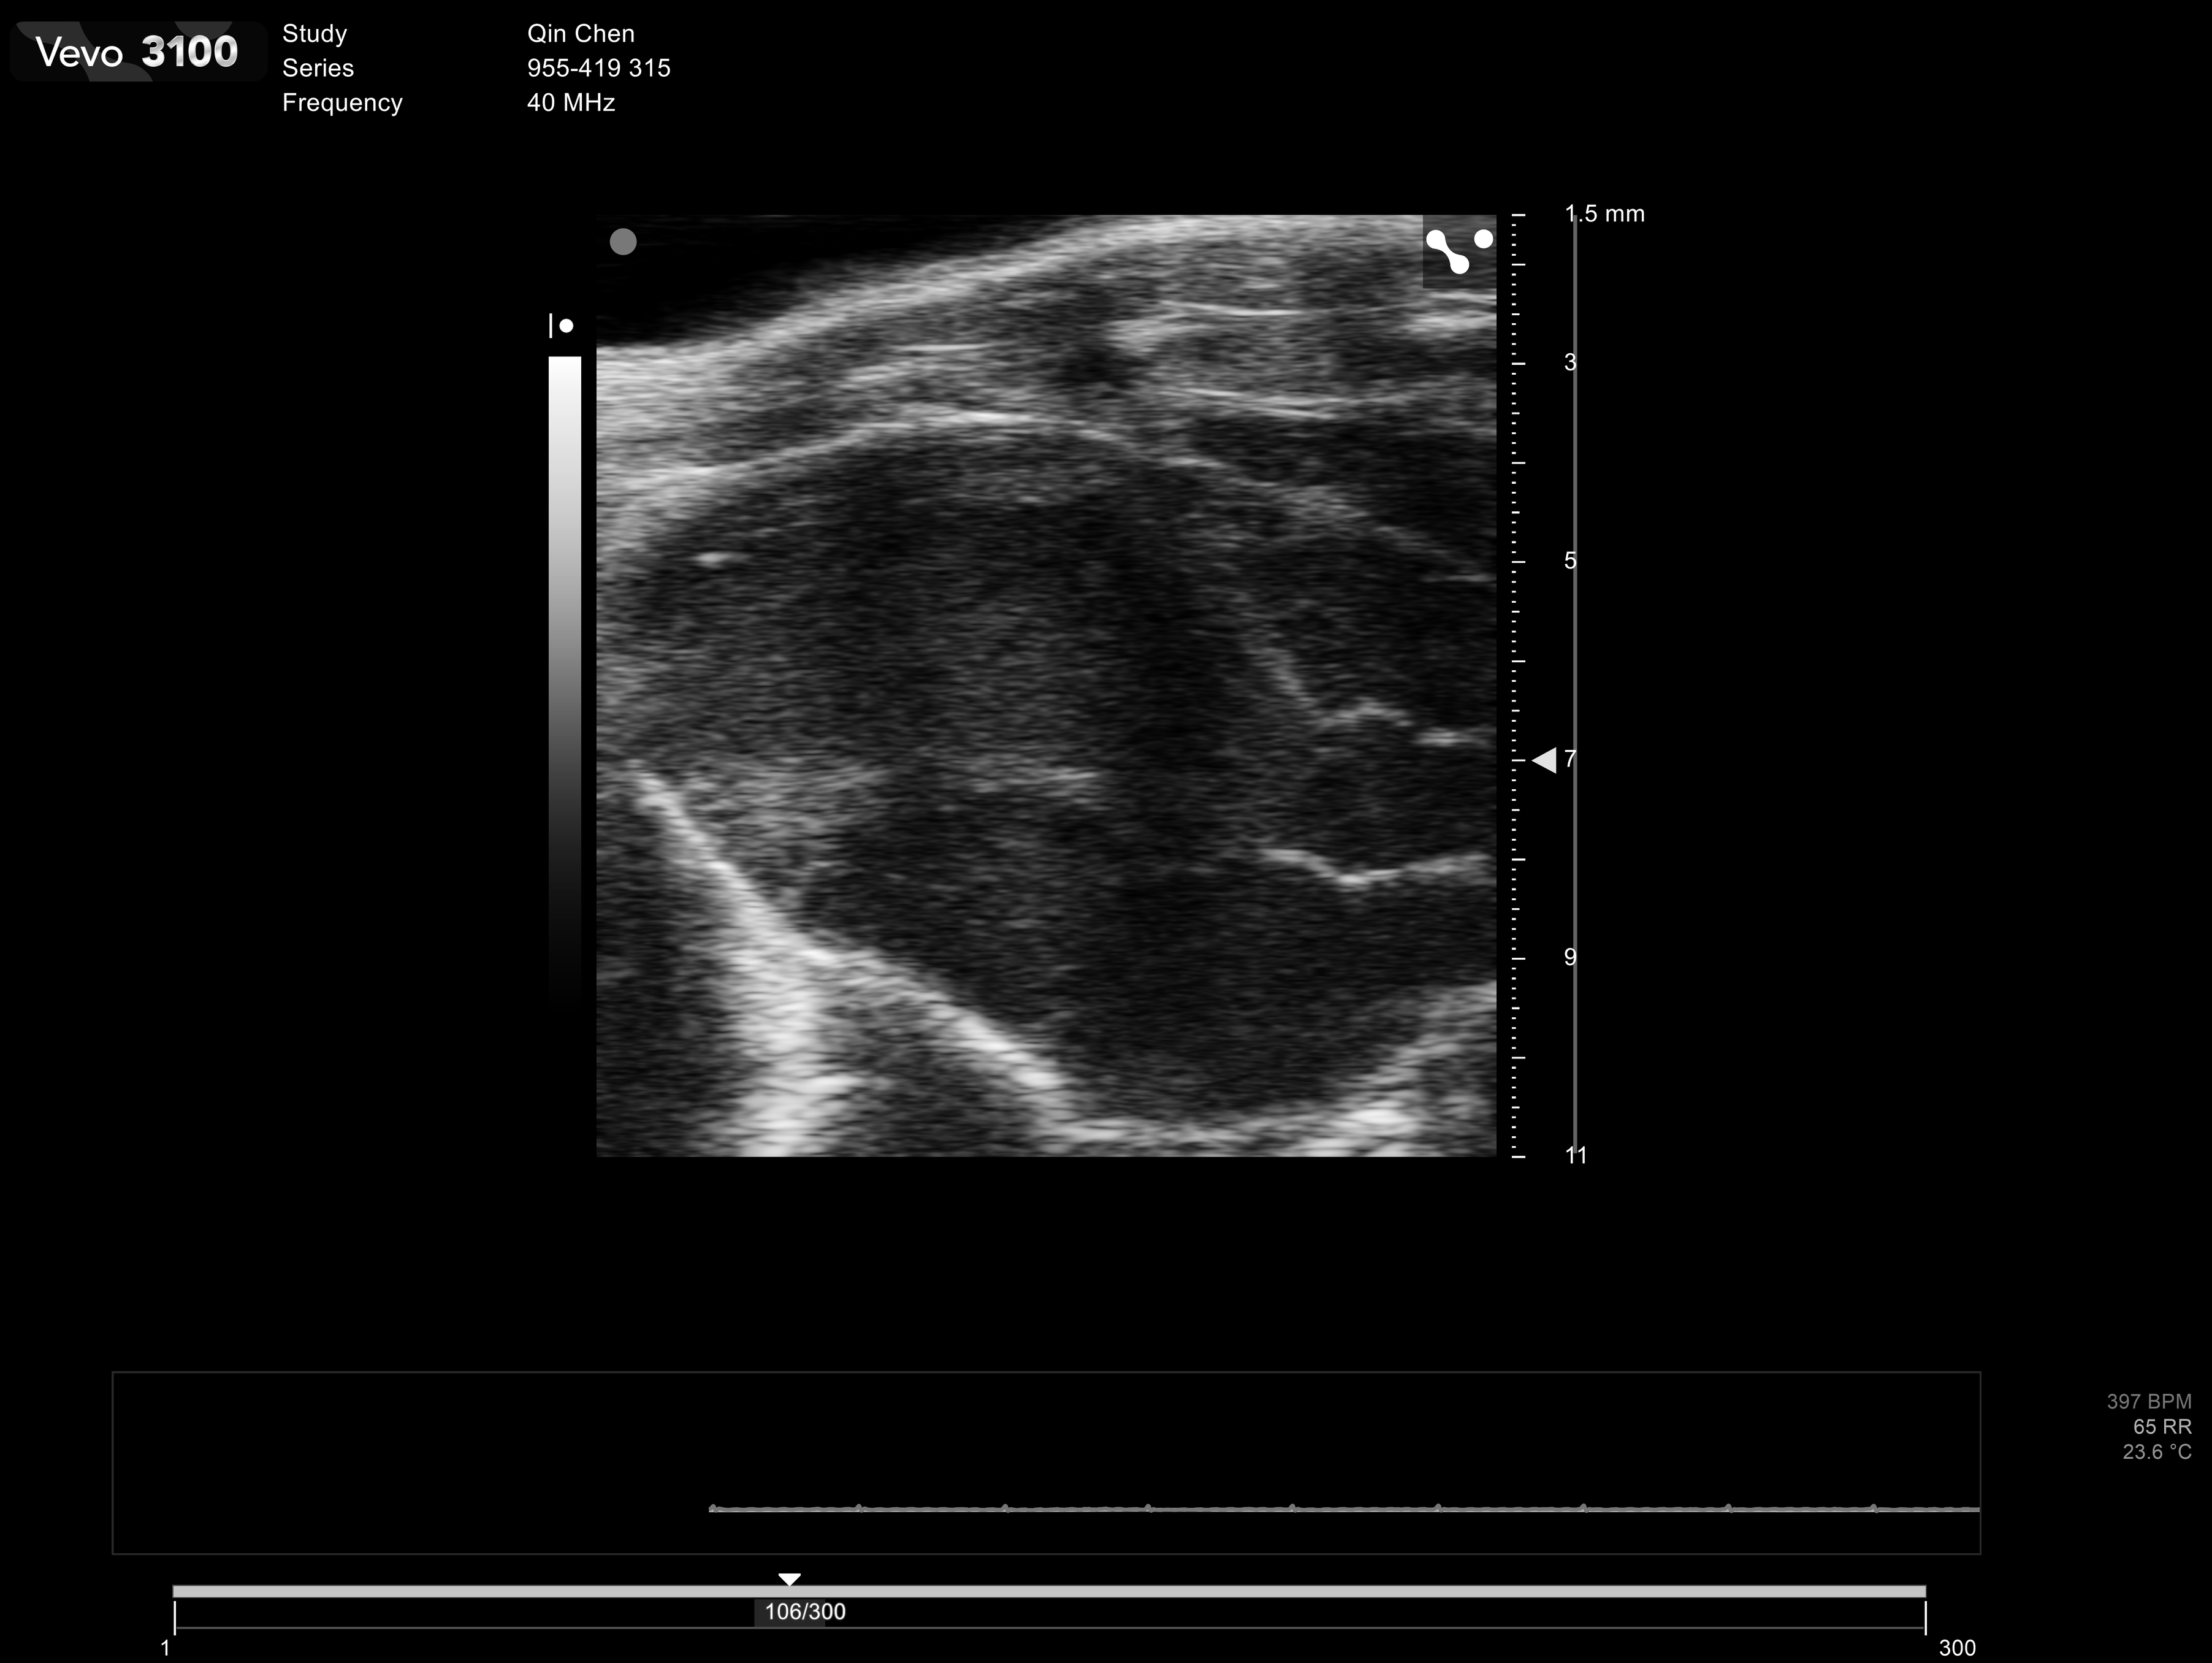 Vevo 3100
Study Qin Chen
Series 955-419 315
Frequency 40 MHz
1.5 mm
3
5
7
9
11
397 BPM
65 RR
23.6 °C
106/300
1 300